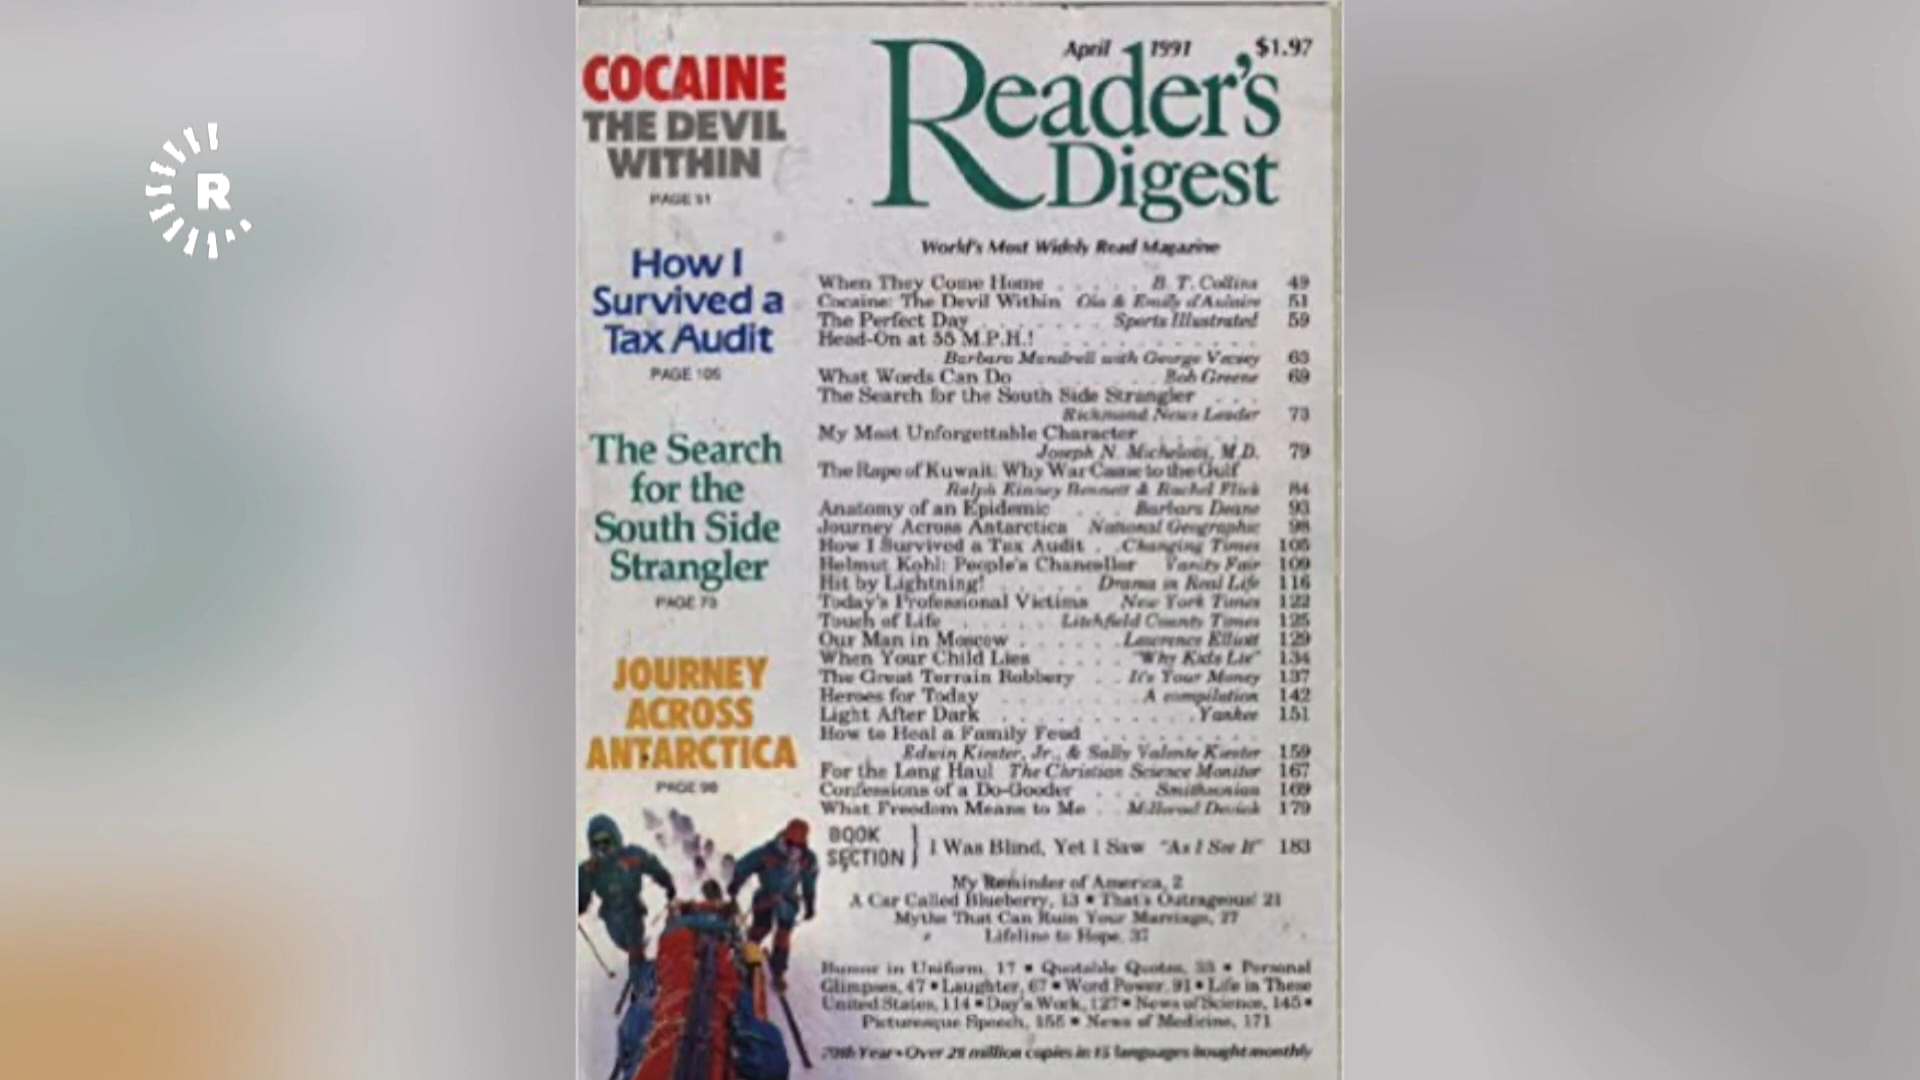 R
COCAINE
THE DEVIL
WITHIN
PAGE 51
How I
Survived a
Tax Audit
PAGE 105
The Search
for the
South Side
Strangler
PAGE 73
JOURNEY
ACROSS
ANTARCTICA
PAGE 98
April 1991 $1.97
Reader's
Digest
World's Most Widely Read Magazine
When They Come Home . . . . . B. T. Collins 49
Cocaine: The Devil Within Ola & Emily d'Aulaire 51
The Perfect Day . . . . . . . Sports Illustrated 59
Head-On at 55 M.P.H.! . . . . . . . . . . .
Barbara Mandrell with George Vecsey 63
What Words Can Do . . . Bob Greene 69
The Search for the South Side Strangler . . .
Richmond News Leader 73
My Most Unforgettable Character . . . . .
Joseph N. Michelotti, M.D. 79
The Rape of Kuwait: Why War Came to the Gulf
Ralph Kinney Bennett & Rachel Flick 84
Anatomy of an Epidemic . . . Barbara Deane 93
Journey Across Antarctica National Geographic 98
How I Survived a Tax Audit . . Changing Times 105
Helmut Kohl: People's Chancellor Vanity Fair 109
Hit by Lightning! . . . . . Drama in Real Life 116
Today's Professional Victims New York Times 122
Touch of Life . . . . . Litchfield County Times 125
Our Man in Moscow . . . . . Lawrence Elliott 129
When Your Child Lies . . . . "Why Kids Lie" 134
The Great Terrain Robbery . . It's Your Money 137
Heroes for Today . . . . . . . A compilation 142
Light After Dark . . . . . . . . . . . Yankee 151
How to Heal a Family Feud . . . . . . . .
Edwin Kiester, Jr., & Sally Valente Kiester 159
For the Long Haul The Christian Science Monitor 167
Confessions of a Do-Gooder . . . Smithsonian 169
What Freedom Means to Me . . 179
BOOK
SECTION } I Was Blind, Yet I Saw "As I See It" 183
My Reminder of America, 2
A Car Called Blueberry, 13 • That's Outrageous! 21
Myths That Can Ruin Your Marriage, 27
Lifeline to Hope, 37
Humor in Uniform, 17 • Quotable Quotes, 33 • Personal
Glimpses, 47 • Laughter, 67 • Word Power, 91 • Life in These
United States, 114 • Day's Work, 127 • News of Science, 145 •
Picturesque Speech, 155 • News of Medicine, 171
70th Year • Over 28 million copies in 15 languages bought monthly